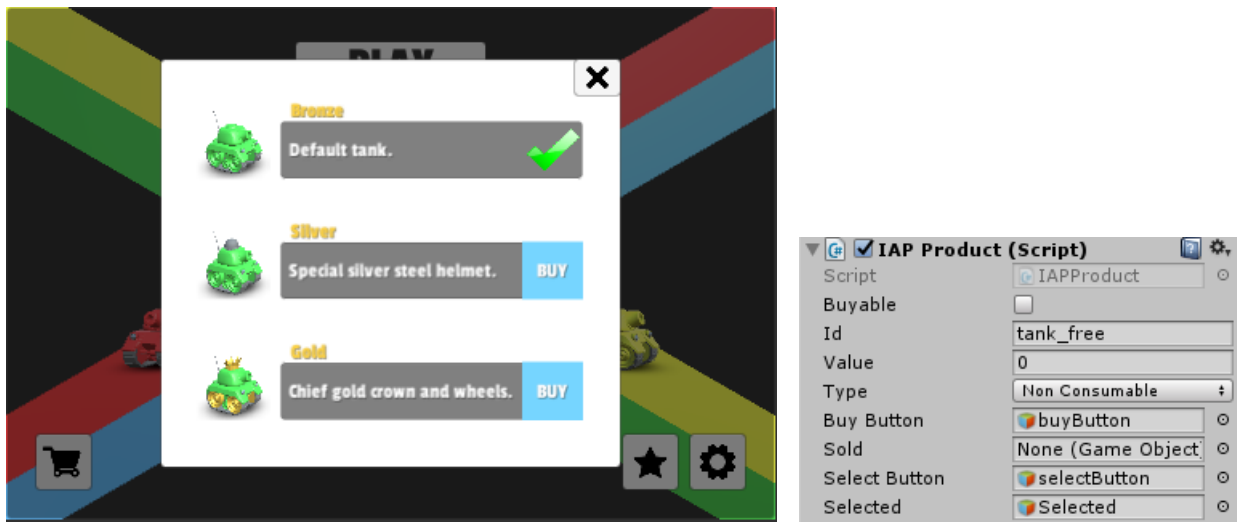 PLAY
Bronze
Default tank.
Silver
Special silver steel helmet.
BUY
Gold
Chief gold crown and wheels.
BUY
IAP Product (Script)
Script
IAPProduct
Buyable
Id
tank_free
Value
0
Type
Non Consumable
Buy Button
buyButton
Sold
None (Game Object)
Select Button
selectButton
Selected
Selected